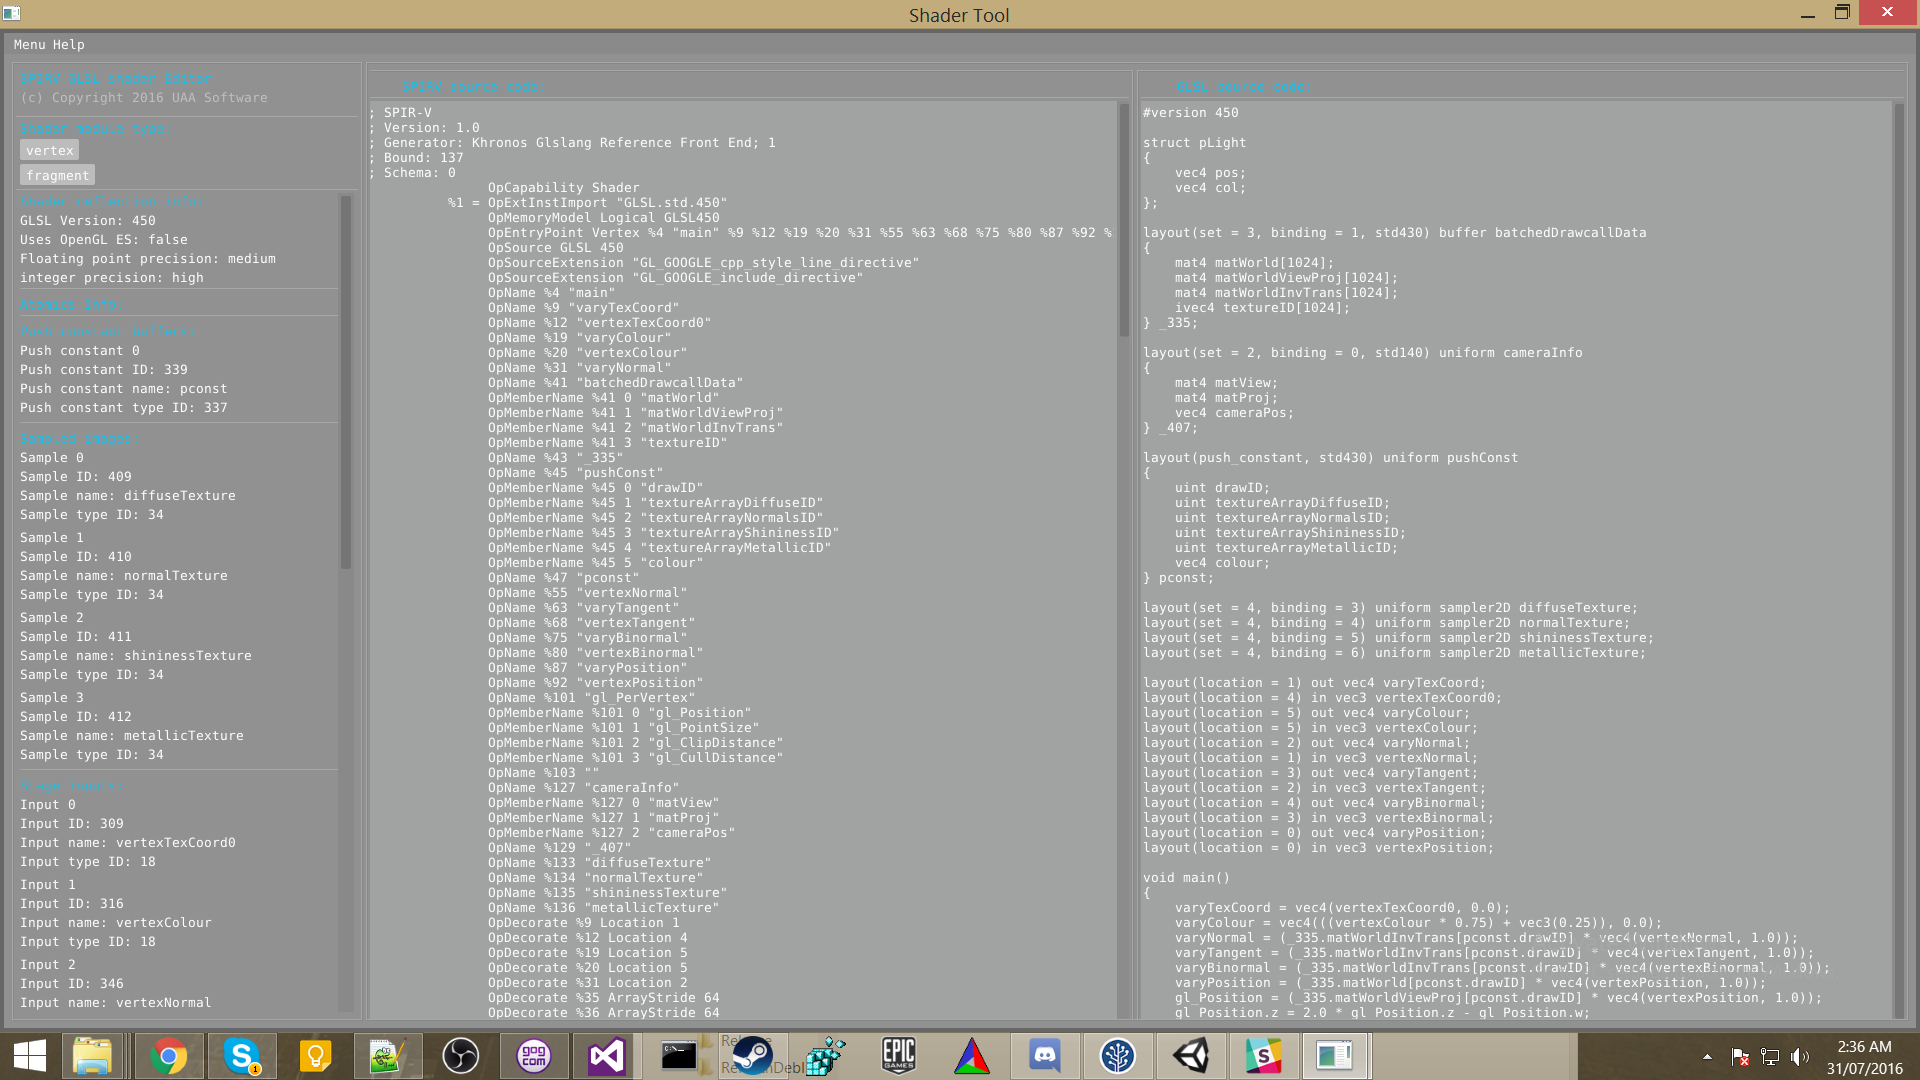 Shader Tool
Menu Help
SPIRV GLSL shader Editor
(c) Copyright 2016 UAA Software
Shader module type:
vertex
fragment
Shader reflection info:
GLSL Version: 450
Uses OpenGL ES: false
Floating point precision: medium
integer precision: high
Atomics Info:
Push constant buffers:
Push constant 0
Push constant ID: 339
Push constant name: pconst
Push constant type ID: 337
Sampled images:
Sample 0
Sample ID: 409
Sample name: diffuseTexture
Sample type ID: 34
Sample 1
Sample ID: 410
Sample name: normalTexture
Sample type ID: 34
Sample 2
Sample ID: 411
Sample name: shininessTexture
Sample type ID: 34
Sample 3
Sample ID: 412
Sample name: metallicTexture
Sample type ID: 34
Stage inputs:
Input 0
Input ID: 309
Input name: vertexTexCoord0
Input type ID: 18
Input 1
Input ID: 316
Input name: vertexColour
Input type ID: 18
Input 2
Input ID: 346
Input name: vertexNormal
SPIRV source code:
; SPIR-V
; Version: 1.0
; Generator: Khronos Glslang Reference Front End; 1
; Bound: 137
; Schema: 0
OpCapability Shader
%1 = OpExtInstImport "GLSL.std.450"
OpMemoryModel Logical GLSL450
OpEntryPoint Vertex %4 "main" %9 %12 %19 %20 %31 %55 %63 %68 %75 %80 %87 %92 %
OpSource GLSL 450
OpSourceExtension "GL_GOOGLE_cpp_style_line_directive"
OpSourceExtension "GL_GOOGLE_include_directive"
OpName %4 "main"
OpName %9 "varyTexCoord"
OpName %12 "vertexTexCoord0"
OpName %19 "varyColour"
OpName %20 "vertexColour"
OpName %31 "varyNormal"
OpName %41 "batchedDrawcallData"
OpMemberName %41 0 "matWorld"
OpMemberName %41 1 "matWorldViewProj"
OpMemberName %41 2 "matWorldInvTrans"
OpMemberName %41 3 "textureID"
OpName %43 "_335"
OpName %45 "pushConst"
OpMemberName %45 0 "drawID"
OpMemberName %45 1 "textureArrayDiffuseID"
OpMemberName %45 2 "textureArrayNormalsID"
OpMemberName %45 3 "textureArrayShininessID"
OpMemberName %45 4 "textureArrayMetallicID"
OpMemberName %45 5 "colour"
OpName %47 "pconst"
OpName %55 "vertexNormal"
OpName %63 "varyTangent"
OpName %68 "vertexTangent"
OpName %75 "varyBinormal"
OpName %80 "vertexBinormal"
OpName %87 "varyPosition"
OpName %92 "vertexPosition"
OpName %101 "gl_PerVertex"
OpMemberName %101 0 "gl_Position"
OpMemberName %101 1 "gl_PointSize"
OpMemberName %101 2 "gl_ClipDistance"
OpMemberName %101 3 "gl_CullDistance"
OpName %103 ""
OpName %127 "cameraInfo"
OpMemberName %127 0 "matView"
OpMemberName %127 1 "matProj"
OpMemberName %127 2 "cameraPos"
OpName %129 "_407"
OpName %133 "diffuseTexture"
OpName %134 "normalTexture"
OpName %135 "shininessTexture"
OpName %136 "metallicTexture"
OpDecorate %9 Location 1
OpDecorate %12 Location 4
OpDecorate %19 Location 5
OpDecorate %20 Location 5
OpDecorate %31 Location 2
OpDecorate %35 ArrayStride 64
OpDecorate %36 ArrayStride 64
GLSL source code:
#version 450
struct pLight
{
vec4 pos;
vec4 col;
};
layout(set = 3, binding = 1, std430) buffer batchedDrawcallData
{
mat4 matWorld[1024];
mat4 matWorldViewProj[1024];
mat4 matWorldInvTrans[1024];
ivec4 textureID[1024];
} _335;
layout(set = 2, binding = 0, std140) uniform cameraInfo
{
mat4 matView;
mat4 matProj;
vec4 cameraPos;
} _407;
layout(push_constant, std430) uniform pushConst
{
uint drawID;
uint textureArrayDiffuseID;
uint textureArrayNormalsID;
uint textureArrayShininessID;
uint textureArrayMetallicID;
vec4 colour;
} pconst;
layout(set = 4, binding = 3) uniform sampler2D diffuseTexture;
layout(set = 4, binding = 4) uniform sampler2D normalTexture;
layout(set = 4, binding = 5) uniform sampler2D shininessTexture;
layout(set = 4, binding = 6) uniform sampler2D metallicTexture;
layout(location = 1) out vec4 varyTexCoord;
layout(location = 4) in vec3 vertexTexCoord0;
layout(location = 5) out vec4 varyColour;
layout(location = 5) in vec3 vertexColour;
layout(location = 2) out vec4 varyNormal;
layout(location = 1) in vec3 vertexNormal;
layout(location = 3) out vec4 varyTangent;
layout(location = 2) in vec3 vertexTangent;
layout(location = 4) out vec4 varyBinormal;
layout(location = 3) in vec3 vertexBinormal;
layout(location = 0) out vec4 varyPosition;
layout(location = 0) in vec3 vertexPosition;
void main()
{
varyTexCoord = vec4(vertexTexCoord0, 0.0);
varyColour = vec4(((vertexColour * 0.75) + vec3(0.25)), 0.0);
varyNormal = (_335.matWorldInvTrans[pconst.drawID] * vec4(vertexNormal, 1.0));
varyTangent = (_335.matWorldInvTrans[pconst.drawID] * vec4(vertexTangent, 1.0));
varyBinormal = (_335.matWorldInvTrans[pconst.drawID] * vec4(vertexBinormal, 1.0));
varyPosition = (_335.matWorld[pconst.drawID] * vec4(vertexPosition, 1.0));
gl_Position = (_335.matWorldViewProj[pconst.drawID] * vec4(vertexPosition, 1.0));
gl_Position.z = 2.0 * gl_Position.z - gl_Position.w;
1
gog
com
C:\
EPIC
GAMES
2:36 AM
31/07/2016